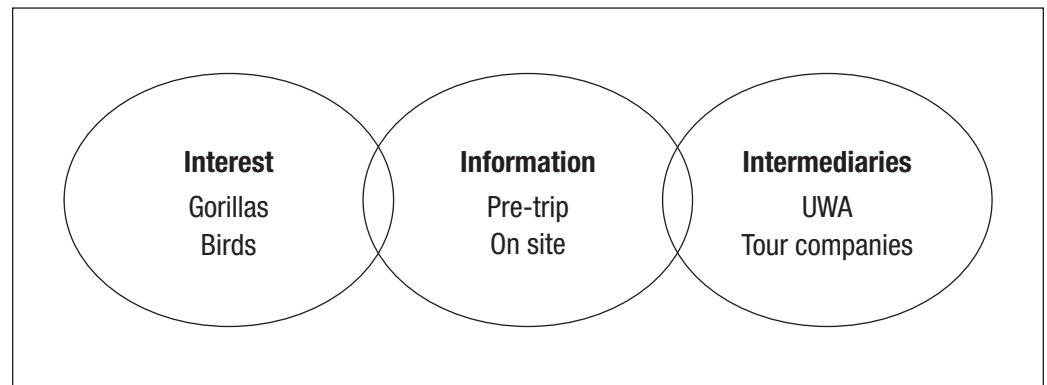 Interest
Gorillas
Birds
Information
Pre-trip
On site
Intermediaries
UWA
Tour companies